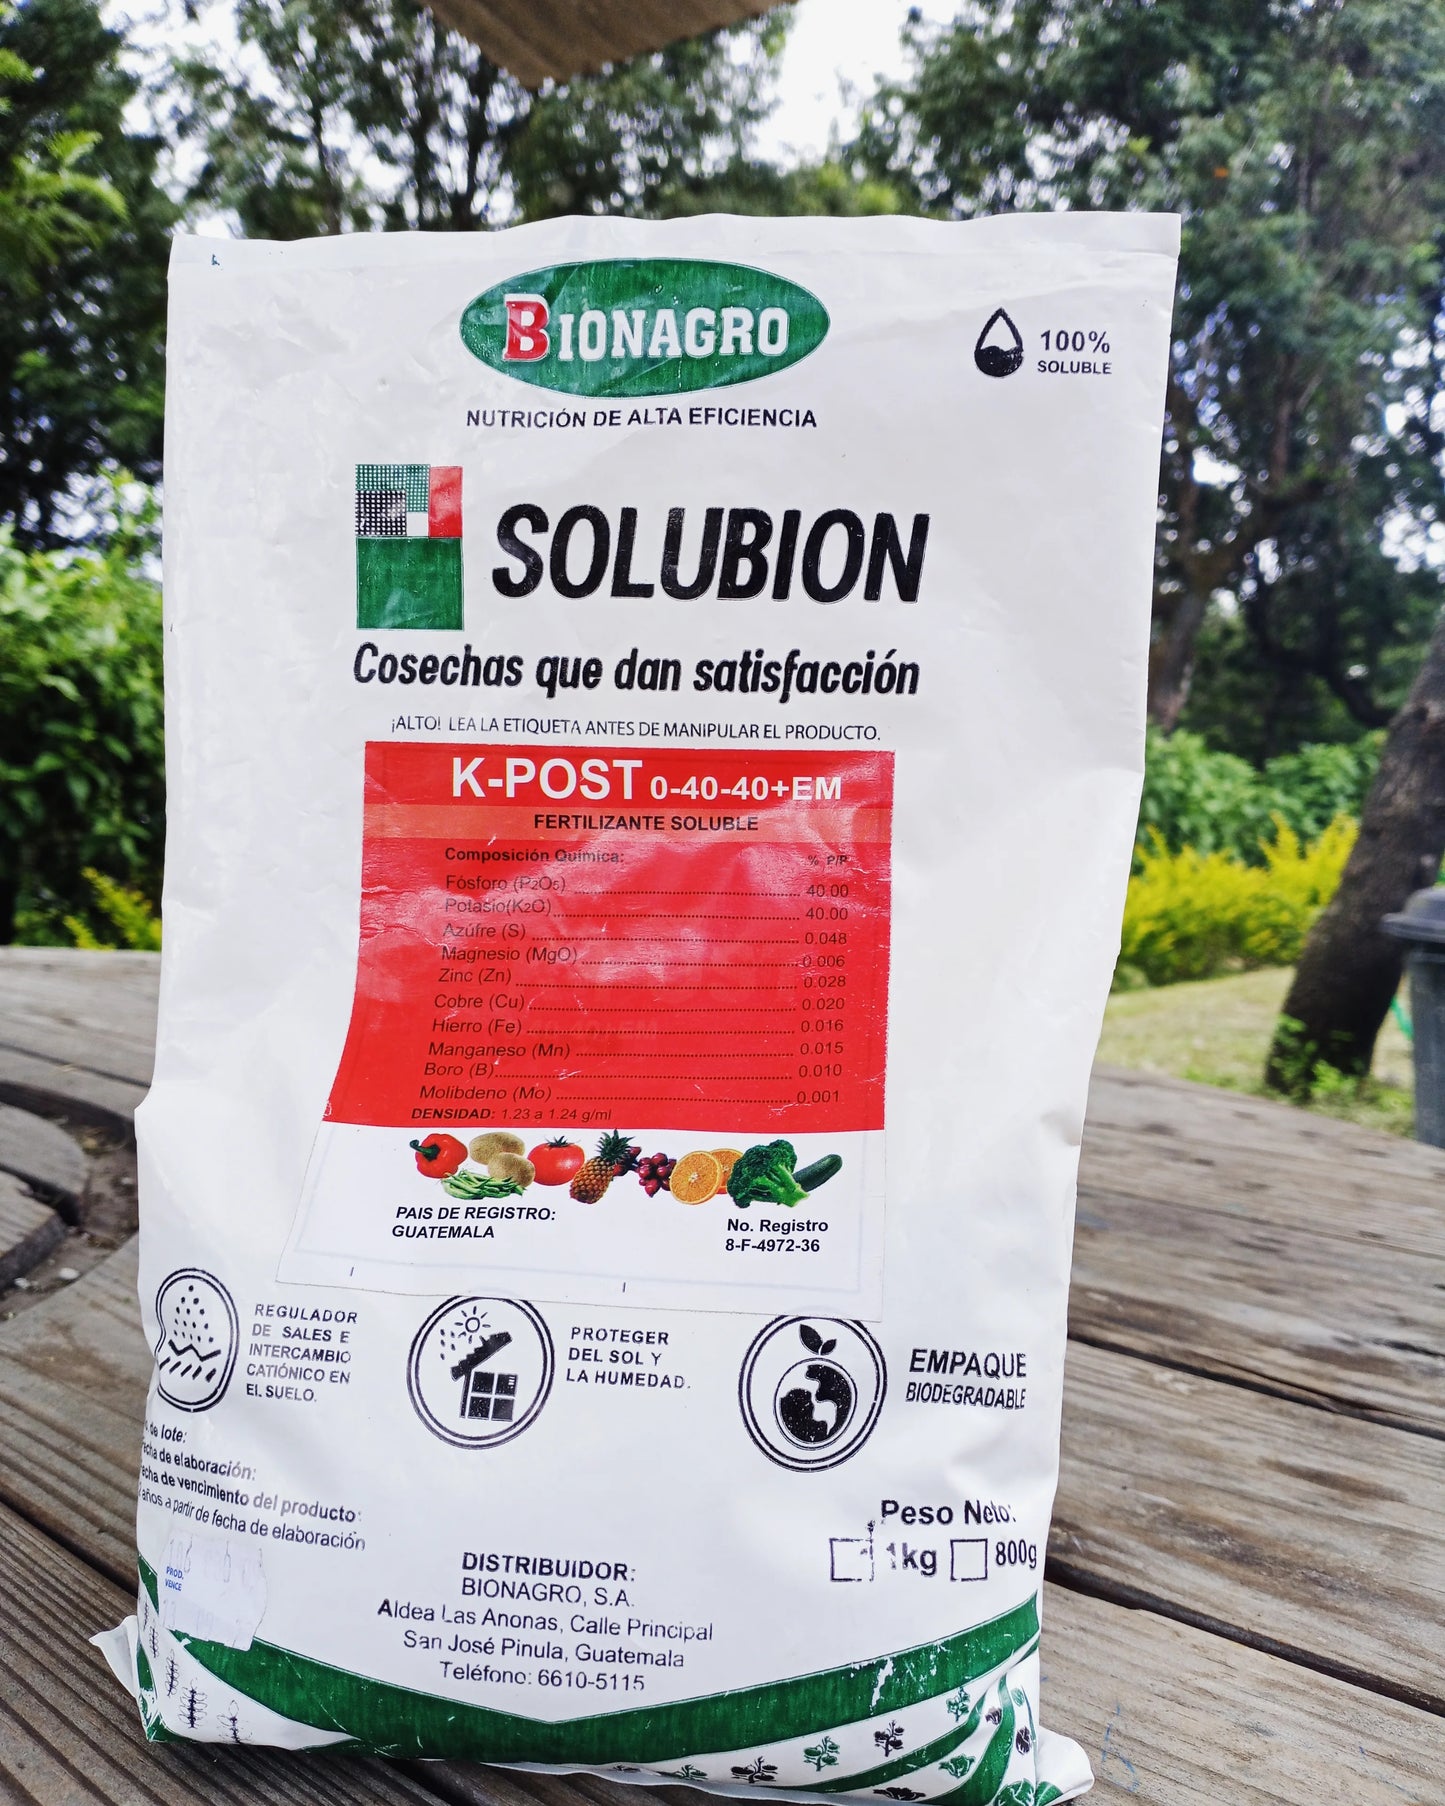 BIONAGRO
NUTRICIÓN DE ALTA EFICIENCIA
100%
SOLUBLE
SOLUBION
Cosechas que dan satisfacción
¡ALTO! LEA LA ETIQUETA ANTES DE MANIPULAR EL PRODUCTO.
K-POST 0-40-40+EM
FERTILIZANTE SOLUBLE
Composición Química: % P/P
Fósforo (P2O5) 40.00
Potasio(K2O) 40.00
Azúfre (S) 0.048
Magnesio (MgO) 0.006
Zinc (Zn) 0.028
Cobre (Cu) 0.020
Hierro (Fe) 0.016
Manganeso (Mn) 0.015
Boro (B) 0.010
Molibdeno (Mo) 0.001
DENSIDAD: 1.23 a 1.24 g/ml
PAIS DE REGISTRO:
GUATEMALA
No. Registro
8-F-4972-36
REGULADOR
DE SALES E
INTERCAMBIO
CATIÓNICO EN
EL SUELO.
PROTEGER
DEL SOL Y
LA HUMEDAD.
EMPAQUE
BIODEGRADABLE
de lote:
echa de elaboración:
echa de vencimiento del producto:
años a partir de fecha de elaboración
PROD.
VENCE
Peso Neto:
1kg 800g
DISTRIBUIDOR:
BIONAGRO, S.A.
Aldea Las Anonas, Calle Principal
San José Pinula, Guatemala
Teléfono: 6610-5115